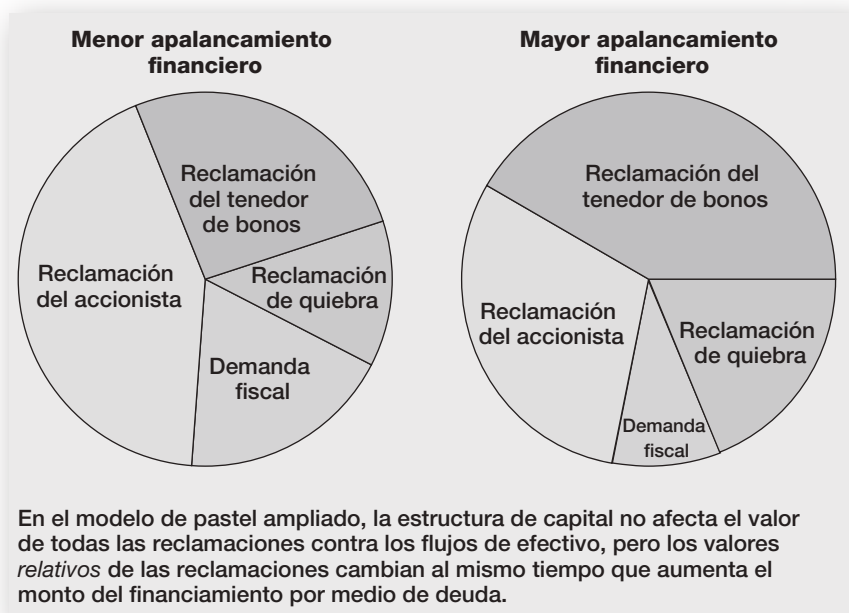 Menor apalancamiento
financiero
Reclamación
del tenedor
de bonos
Reclamación
del accionista
Reclamación
de quiebra
Demanda
fiscal
Mayor apalancamiento
financiero
Reclamación del
tenedor de bonos
Reclamación
del accionista
Reclamación
de quiebra
Demanda
fiscal
En el modelo de pastel ampliado, la estructura de capital no afecta el valor
de todas las reclamaciones contra los flujos de efectivo, pero los valores
relativos de las reclamaciones cambian al mismo tiempo que aumenta el
monto del financiamiento por medio de deuda.